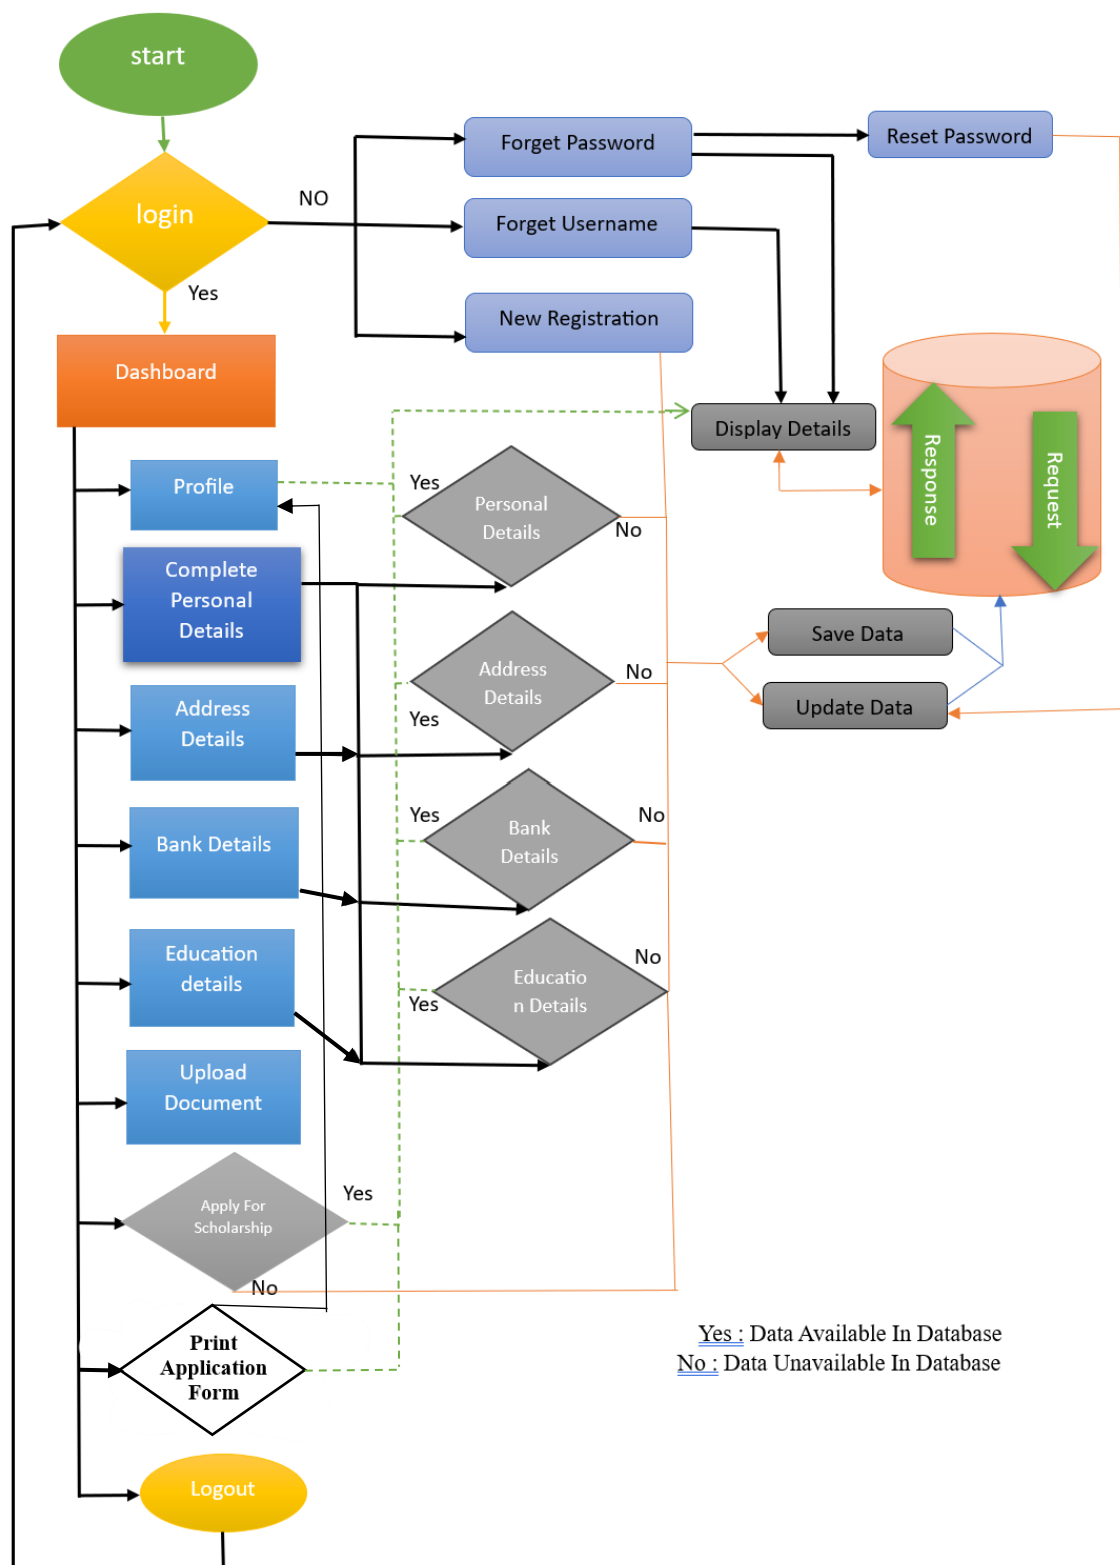 start
login
NO
Yes
Forget Password
Reset Password
Forget Username
New Registration
Dashboard
Display Details
Response
Request
Profile
Yes
Personal
Details
No
Complete
Personal
Details
Save Data
Address
Details
No
Yes
Update Data
Address
Details
Bank Details
Yes
Bank
Details
No
Education
details
Educatio
n Details
No
Yes
Upload
Document
Apply For
Scholarship
Yes
No
Print
Application
Form
Yes : Data Available In Database
No : Data Unavailable In Database
Logout